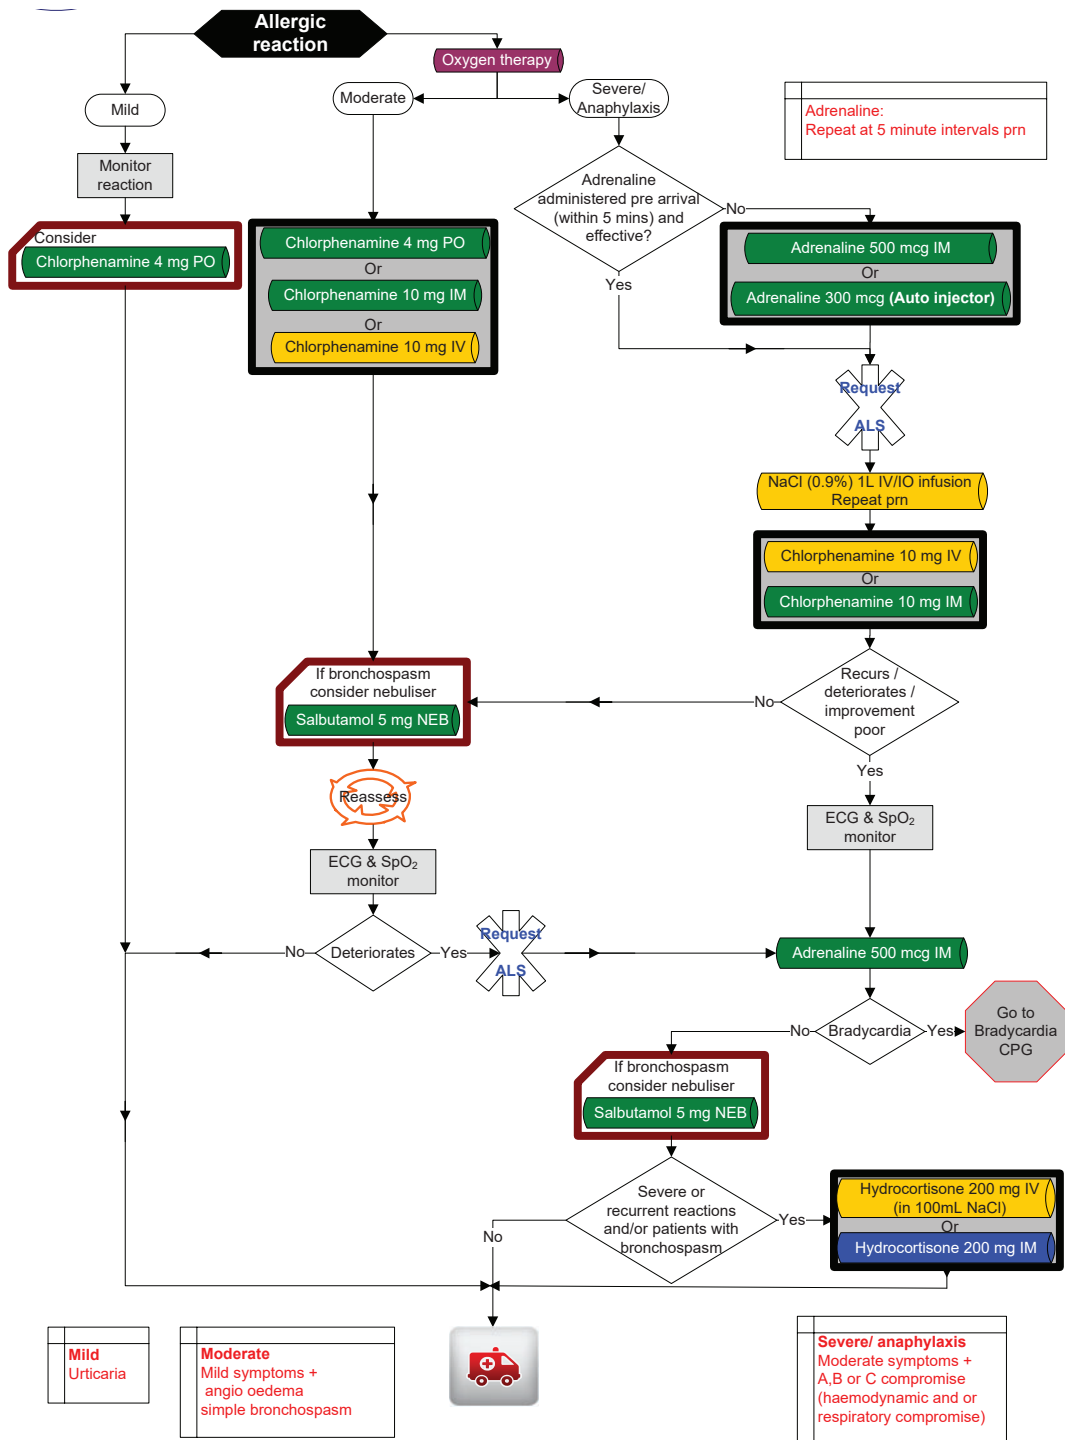 Allergic
reaction
Oxygen therapy
Mild
Moderate
Severe/
Anaphylaxis
Adrenaline:
Repeat at 5 minute intervals prn
Monitor
reaction
Adrenaline
administered pre arrival
(within 5 mins) and
effective?
No
Yes
Consider
Chlorphenamine 4 mg PO
Chlorphenamine 4 mg PO
Or
Chlorphenamine 10 mg IM
Or
Chlorphenamine 10 mg IV
Adrenaline 500 mcg IM
Or
Adrenaline 300 mcg (Auto injector)
Request
ALS
NaCl (0.9%) 1L IV/IO infusion
Repeat prn
Chlorphenamine 10 mg IV
Or
Chlorphenamine 10 mg IM
Recurs /
deteriorates /
improvement
poor
No
Yes
If bronchospasm
consider nebuliser
Salbutamol 5 mg NEB
Reassess
ECG & SpO₂
monitor
ECG & SpO₂
monitor
Deteriorates
No
Yes
Request
ALS
Adrenaline 500 mcg IM
Bradycardia
No
Yes
Go to
Bradycardia
CPG
If bronchospasm
consider nebuliser
Salbutamol 5 mg NEB
Severe or
recurrent reactions
and/or patients with
bronchospasm
No
Yes
Hydrocortisone 200 mg IV
(in 100mL NaCl)
Or
Hydrocortisone 200 mg IM
Mild
Urticaria
Moderate
Mild symptoms +
angio oedema
simple bronchospasm
Severe/ anaphylaxis
Moderate symptoms +
A,B or C compromise
(haemodynamic and or
respiratory compromise)